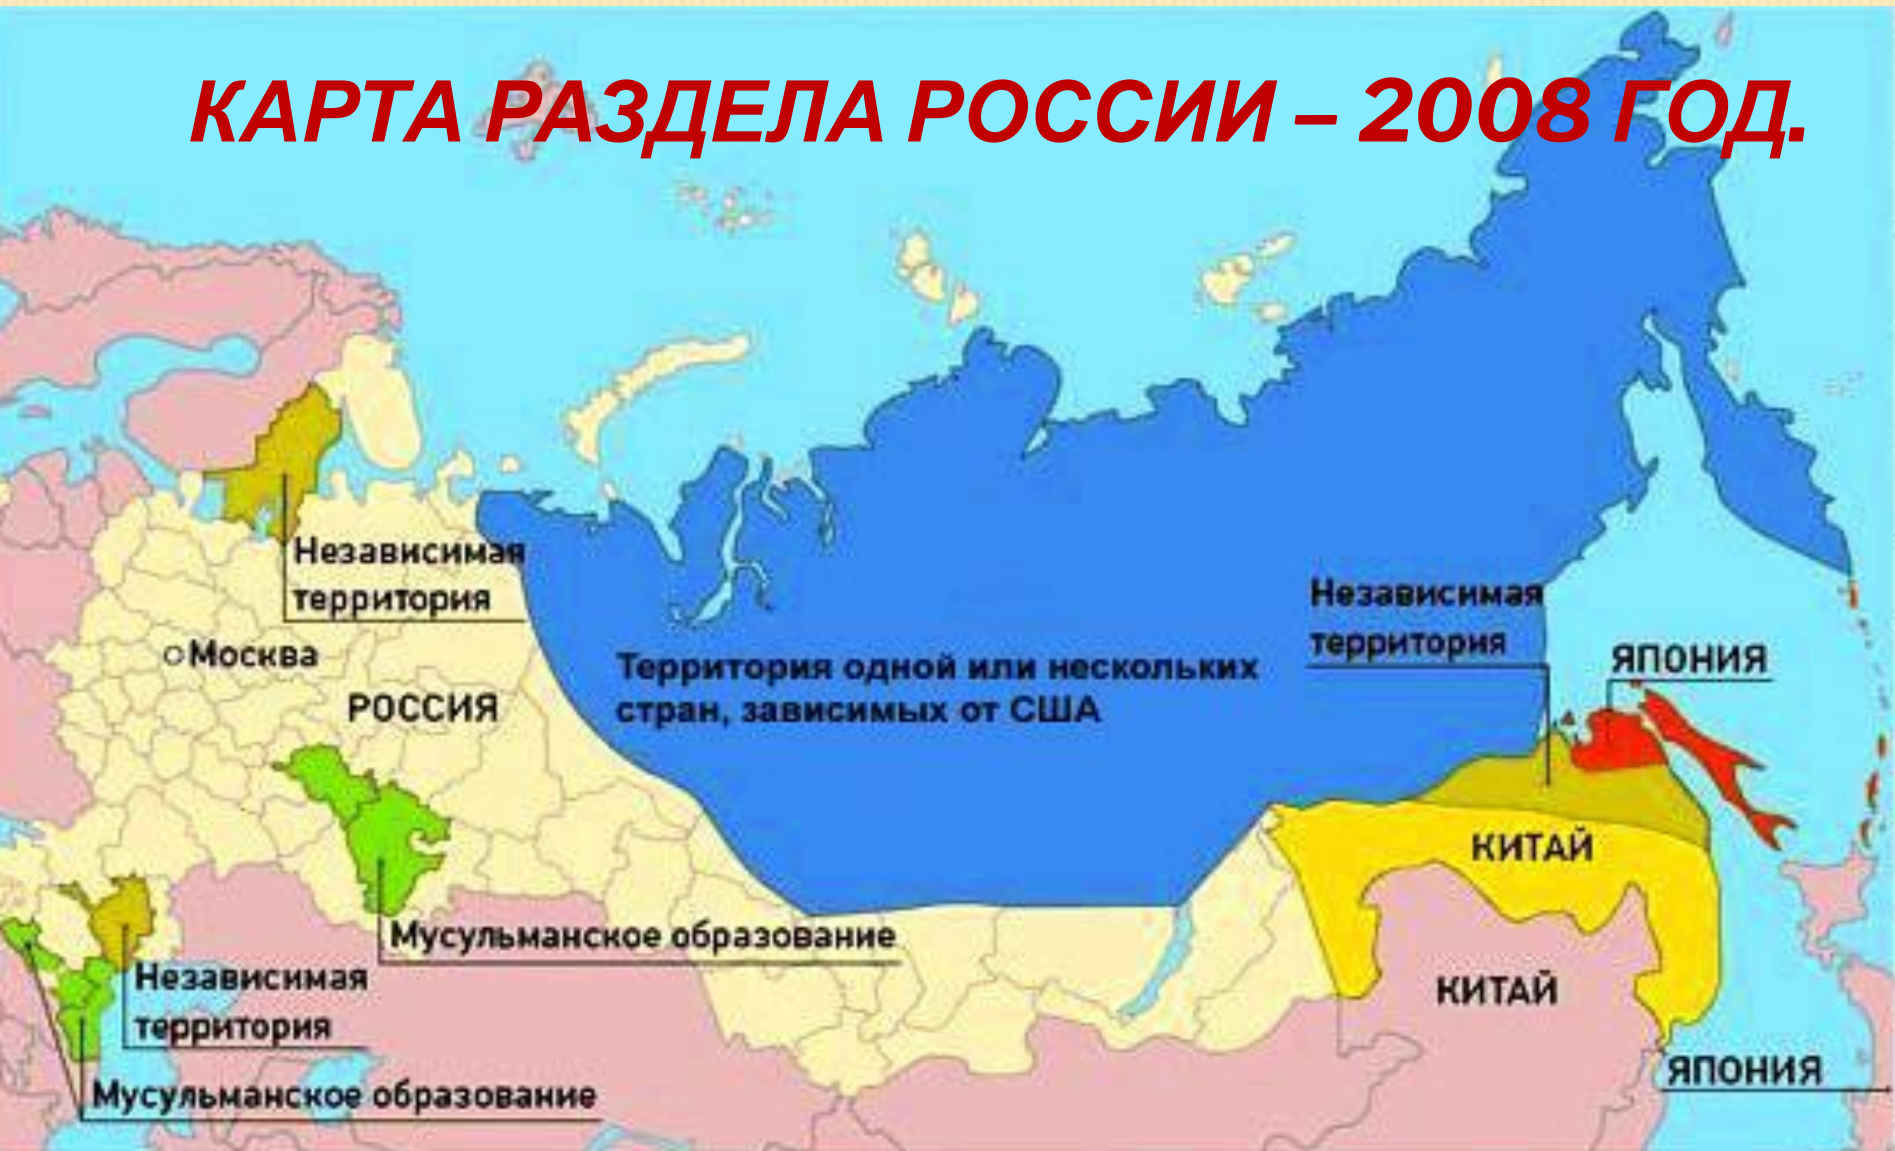 КАРТА РАЗДЕЛА РОССИИ – 2008 ГОД.
Независимая
территория
Москва
РОССИЯ
Территория одной или нескольких
стран, зависимых от США
Независимая
территория
ЯПОНИЯ
КИТАЙ
Мусульманское образование
Независимая
территория
КИТАЙ
ЯПОНИЯ
Мусульманское образование